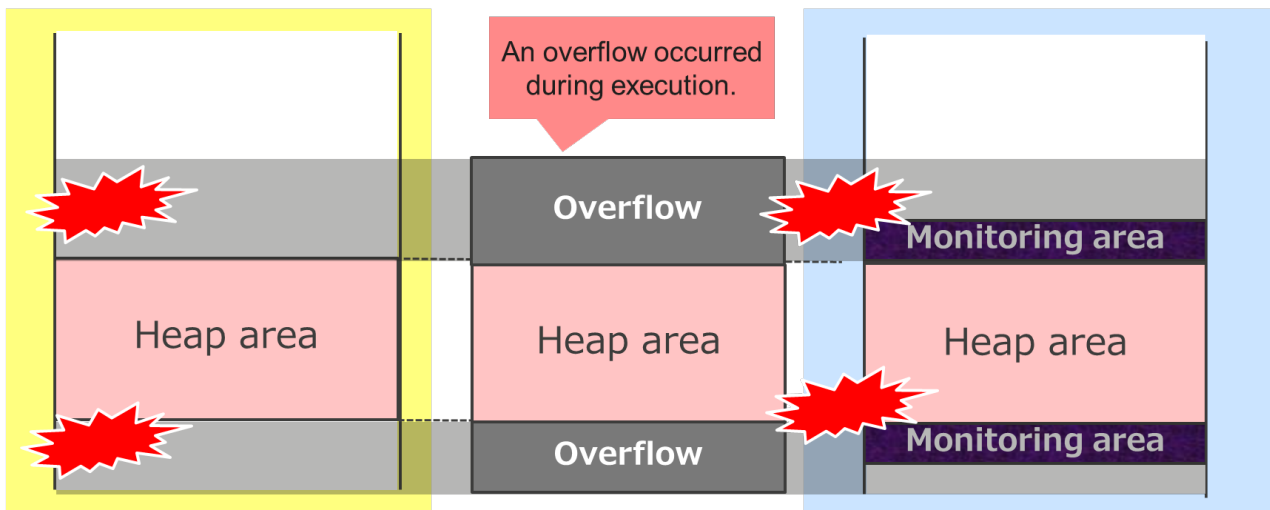 An overflow occurred
during execution.
Overflow
Monitoring area
Heap area
Heap area
Heap area
Overflow
Monitoring area